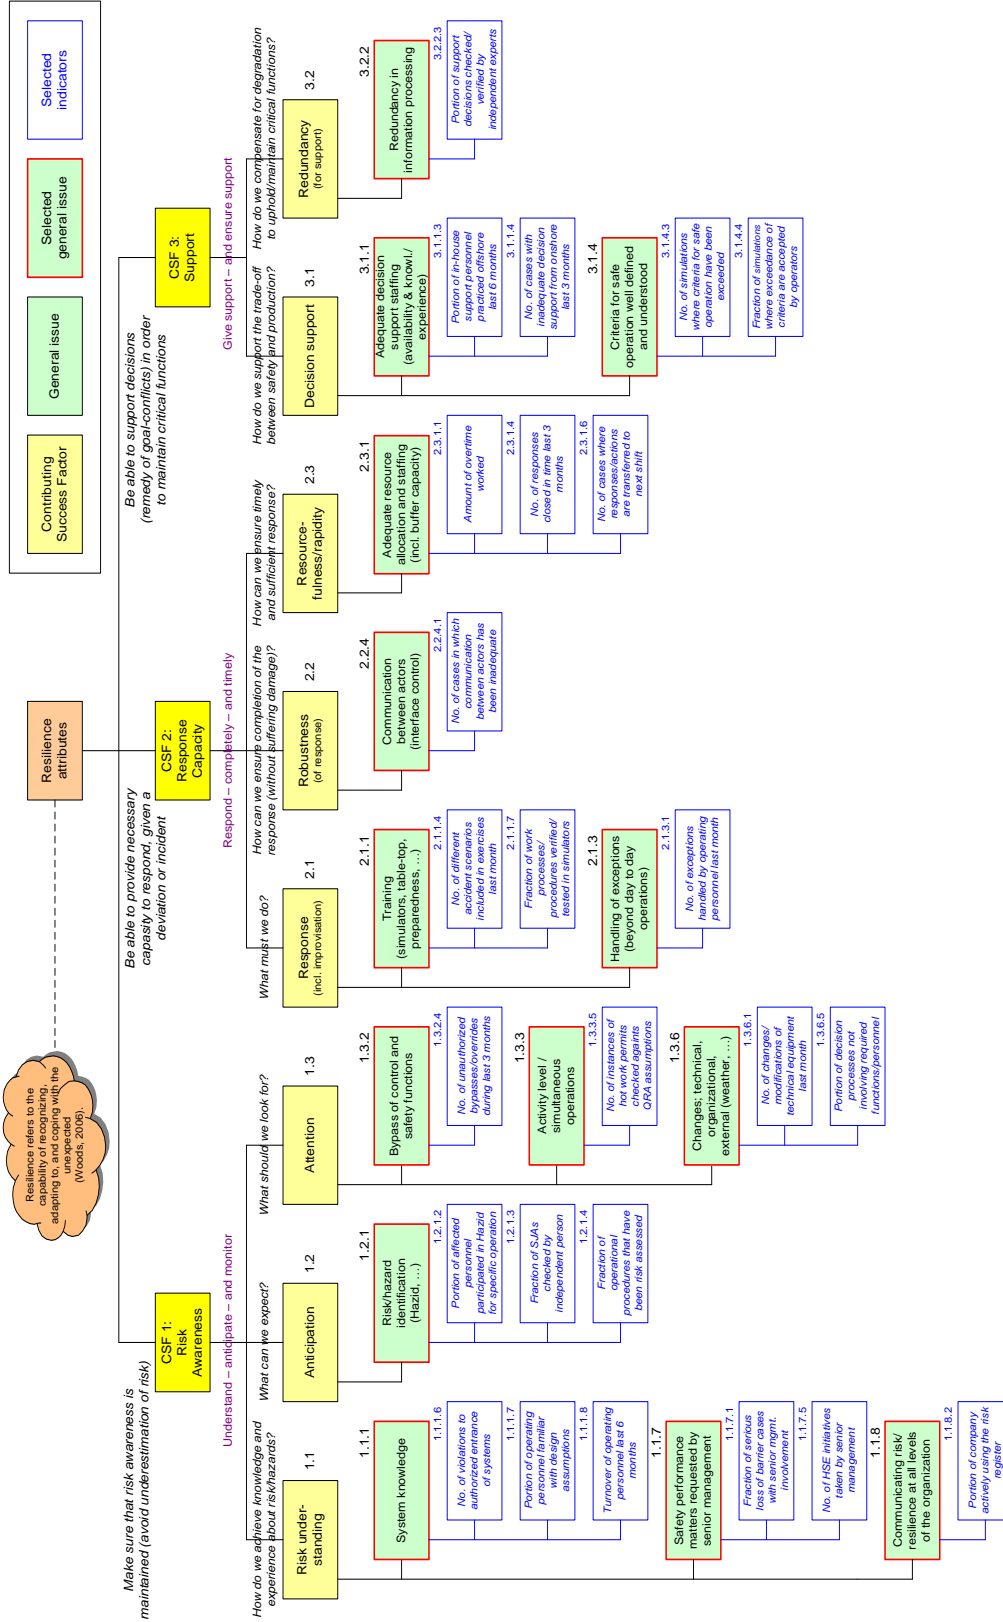 Resilience refers to the
capability of recognizing,
adapting to, and coping with the
unexpected
(Woods, 2006).
Resilience
attributes
Contributing
Success Factor
General issue
Selected
general issue
Selected
indicators
Make sure that risk awareness is
maintained (avoid underestimation of risk)
CSF 1:
Risk
Awareness
Understand – anticipate – and monitor
Be able to provide necessary
capasity to respond, given a
deviation or incident
CSF 2:
Response
Capacity
Respond – completely – and timely
Be able to support decisions
(remedy of goal-conflicts) in order
to maintain critical functions
CSF 3:
Support
Give support – and ensure support
How do we achieve knowledge and
experience about risk/hazards?
1.1
Risk under-
standing
1.1.1
System knowledge
1.1.1.6
No. of violations to
authorized entrance
of systems
1.1.1.7
Portion of operating
personnel familiar
with design
assumptions
1.1.1.8
Turnover of operating
personnel last 6
months
1.1.7
Safety performance
matters requested by
senior management
1.1.7.1
Fraction of serious
loss of barrier cases
with senior mgmt.
involvement
1.1.7.5
No. of HSE initiatives
taken by senior
management
1.1.8
Communicating risk/
resilience at all levels
of the organization
1.1.8.2
Portion of company
actively using the risk
register
What can we expect?
1.2
Anticipation
1.2.1
Risk/hazard
identification
(Hazid, …)
1.2.1.2
Portion of affected
personnel
participated in Hazid
for specific operation
1.2.1.3
Fraction of SJAs
checked by
independent person
1.2.1.4
Fraction of
operational
procedures that have
been risk assessed
What should we look for?
1.3
Attention
1.3.2
Bypass of control and
safety functions
1.3.2.4
No. of unauthorized
bypasses/overrides
during last 3 months
1.3.3
Activity level /
simultaneous
operations
1.3.3.5
No. of instances of
hot work permits
checked againts
QRA assumptions
1.3.6
Changes; technical,
organizational,
external (weather, …)
1.3.6.1
No. of changes/
modifications of
technical equipment
last month
1.3.6.5
Portion of decision
processes not
involving required
functions/personnel
What must we do?
2.1
Response
(incl. improvisation)
2.1.1
Training
(simulators, table-top,
preparedness, …)
2.1.1.4
No. of different
accident scenarios
included in exercises
last month
2.1.1.7
Fraction of work
processes/
procedures verified/
tested in simulators
2.1.3
Handling of exceptions
(beyond day to day
operations)
2.1.3.1
No. of exceptions
handled by operating
personnel last month
How can we ensure completion of the
response (without suffering damage)?
2.2
Robustness
(of response)
2.2.4
Communication
between actors
(interface control)
2.2.4.1
No. of cases in which
communication
between actors has
been inadequate
How can we ensure timely
and sufficient response?
2.3
Resource-
fulness/rapidity
2.3.1
Adequate resource
allocation and staffing
(incl. buffer capacity)
2.3.1.1
Amount of overtime
worked
2.3.1.4
No. of responses
closed in time last 3
months
2.3.1.6
No. of cases where
responses/actions
are transferred to
next shift
How do we support the trade-off
between safety and production?
3.1
Decision support
3.1.1
Adequate decision
support staffing
(availability & knowl./
experience)
3.1.1.3
Portion of in-house
support personnel
practiced offshore
last 6 months
3.1.1.4
No. of cases with
inadequate decision
support from onshore
last 3 months
3.1.4
Criteria for safe
operation well defined
and understood
3.1.4.3
No. of simulations
where criteria for safe
operation have been
exceeded
3.1.4.4
Fraction of simulations
where exceedance of
criteria are accepted
by operators
How do we compensate for degradation
to uphold/maintain critical functions?
3.2
Redundancy
(for support)
3.2.2
Redundancy in
information processing
3.2.2.3
Portion of support
decisions checked/
verified by
independent experts